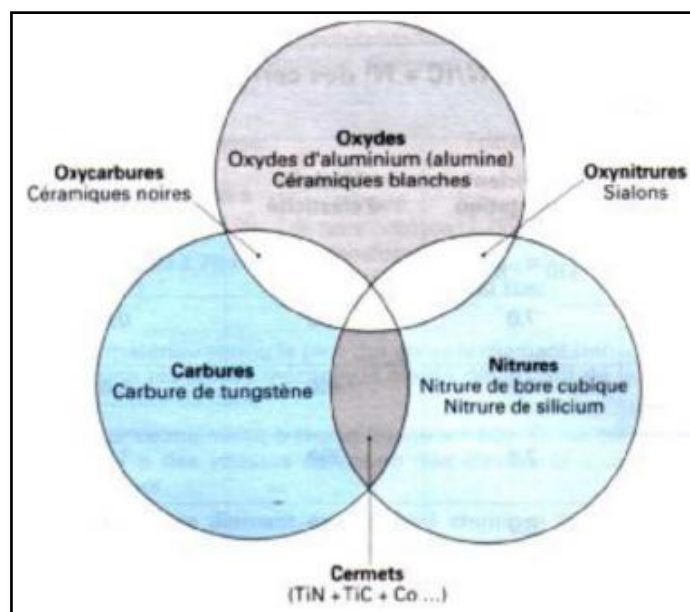 Oxydes
Oxydes d'aluminium (alumine)
Céramiques blanches
Oxycarbures
Céramiques noires
Oxynitrures
Sialons
Carbures
Carbure de tungstène
Nitrures
Nitrure de bore cubique
Nitrure de silicium
Cermets
(TiN + TiC + Co ...)